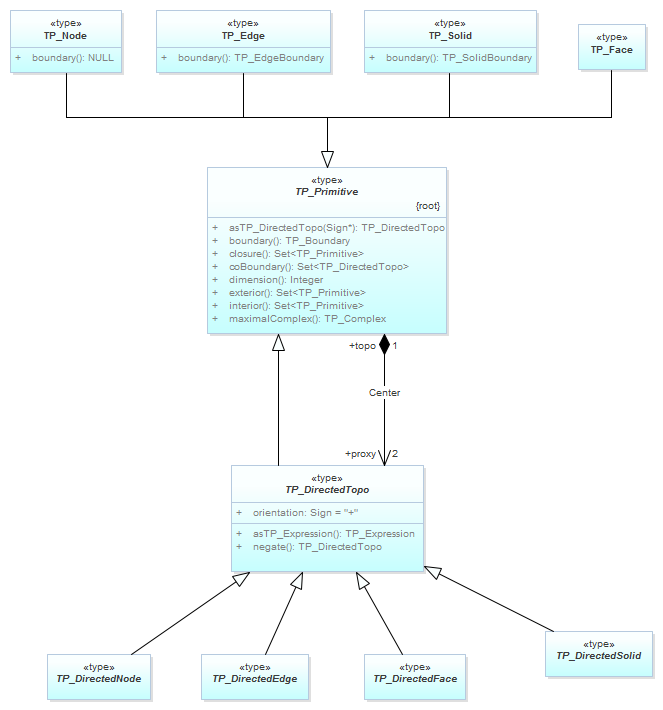 «type»
TP_Node
+ boundary(): NULL
«type»
TP_Edge
+ boundary(): TP_EdgeBoundary
«type»
TP_Solid
+ boundary(): TP_SolidBoundary
«type»
TP_Face
«type»
TP_Primitive
{root}
+ asTP_DirectedTopo(Sign*): TP_DirectedTopo
+ boundary(): TP_Boundary
+ closure(): Set<TP_Primitive>
+ coBoundary(): Set<TP_DirectedTopo>
+ dimension(): Integer
+ exterior(): Set<TP_Primitive>
+ interior(): Set<TP_Primitive>
+ maximalComplex(): TP_Complex
+topo 1
Center
+proxy 2
«type»
TP_DirectedTopo
+ orientation: Sign = "+"
+ asTP_Expression(): TP_Expression
+ negate(): TP_DirectedTopo
«type»
TP_DirectedNode
«type»
TP_DirectedEdge
«type»
TP_DirectedFace
«type»
TP_DirectedSolid